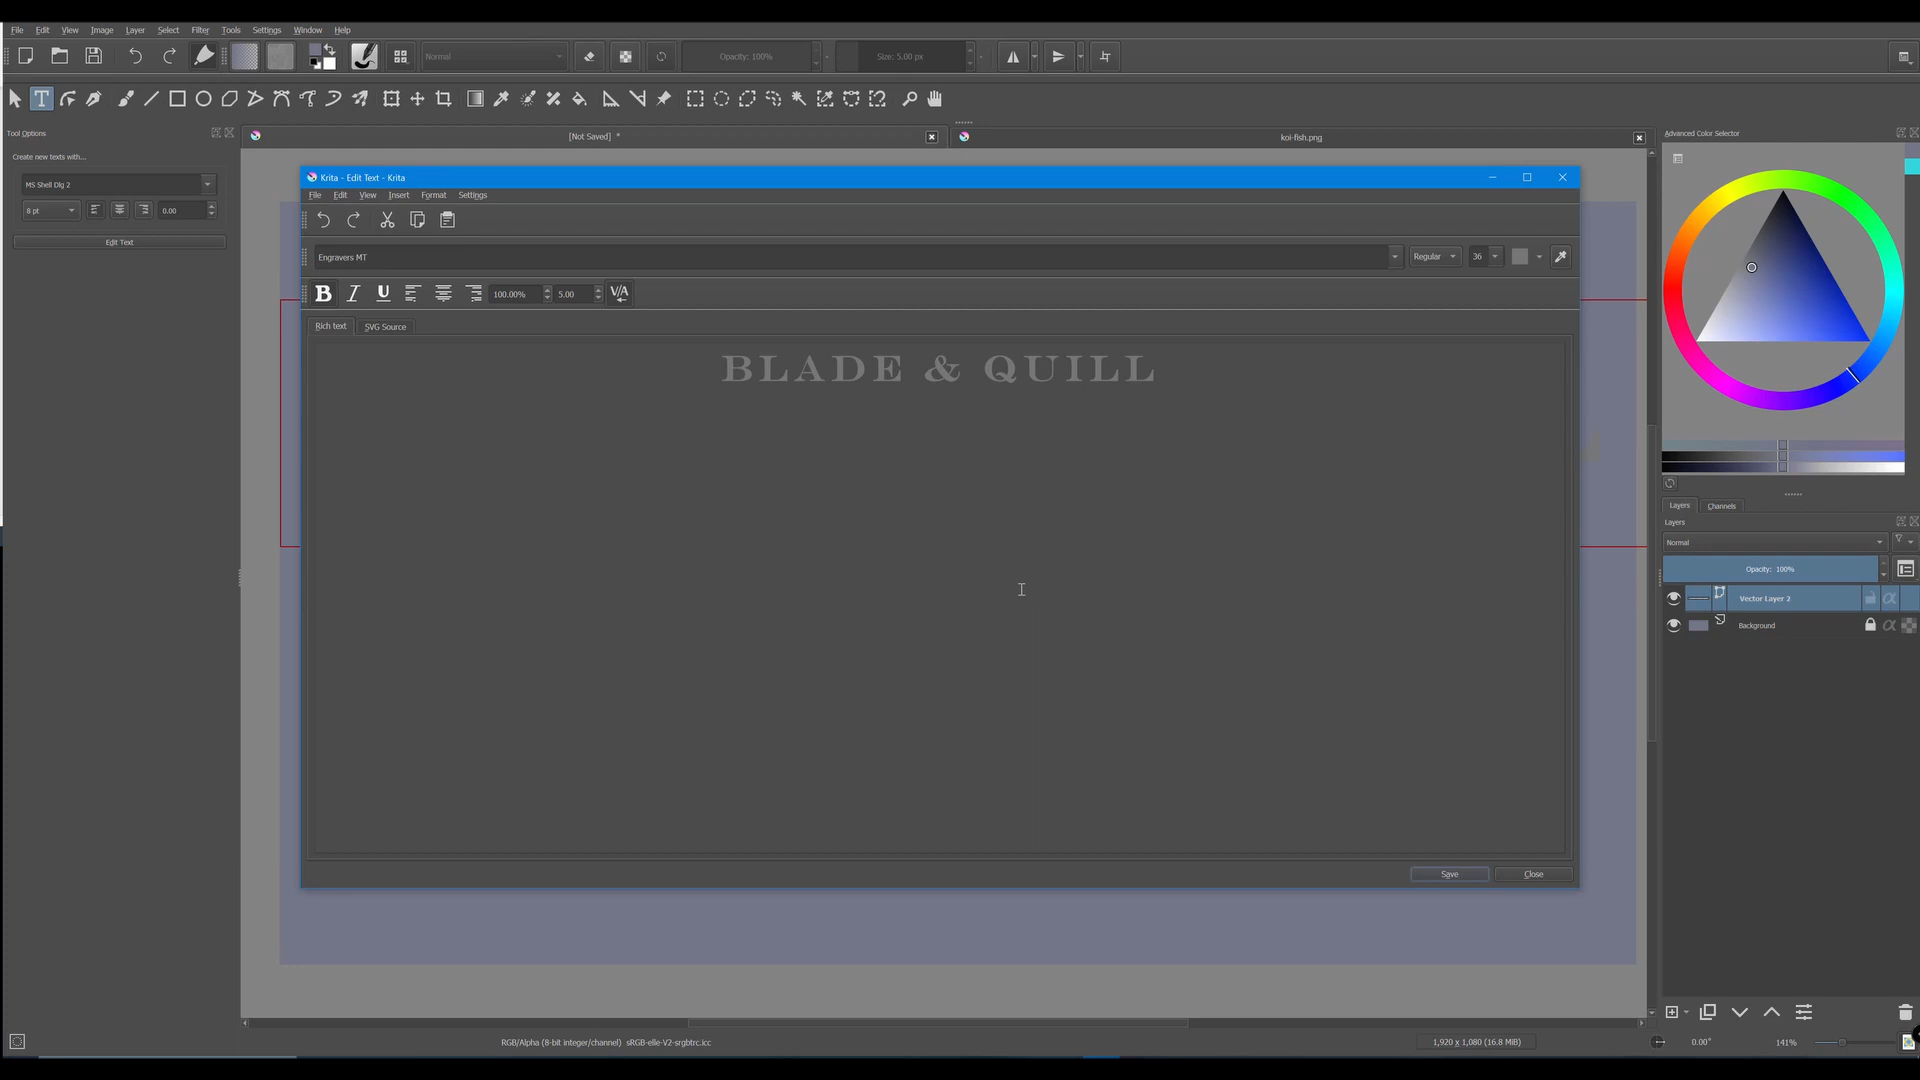 File Edit View Image Layer Select Filter Tools Settings Window Help
Normal Opacity: 100% Size: 5.00 px
Tool Options
[Not Saved] *
koi-fish.png
Advanced Color Selector
Create new texts with...
MS Shell Dlg 2
8 pt 0.00
Edit Text
Krita - Edit Text - Krita
File Edit View Insert Format Settings
Engravers MT Regular 36
B I U 100.00% 5.00 V/A
Rich text SVG Source
BLADE & QUILL
Save Close
Layers Channels
Layers
Normal
Opacity: 100%
Vector Layer 2
Background
RGB/Alpha (8-bit integer/channel) sRGB-elle-V2-srgbtrc.icc
1,920 x 1,080 (16.8 MiB) 0.00° 141%